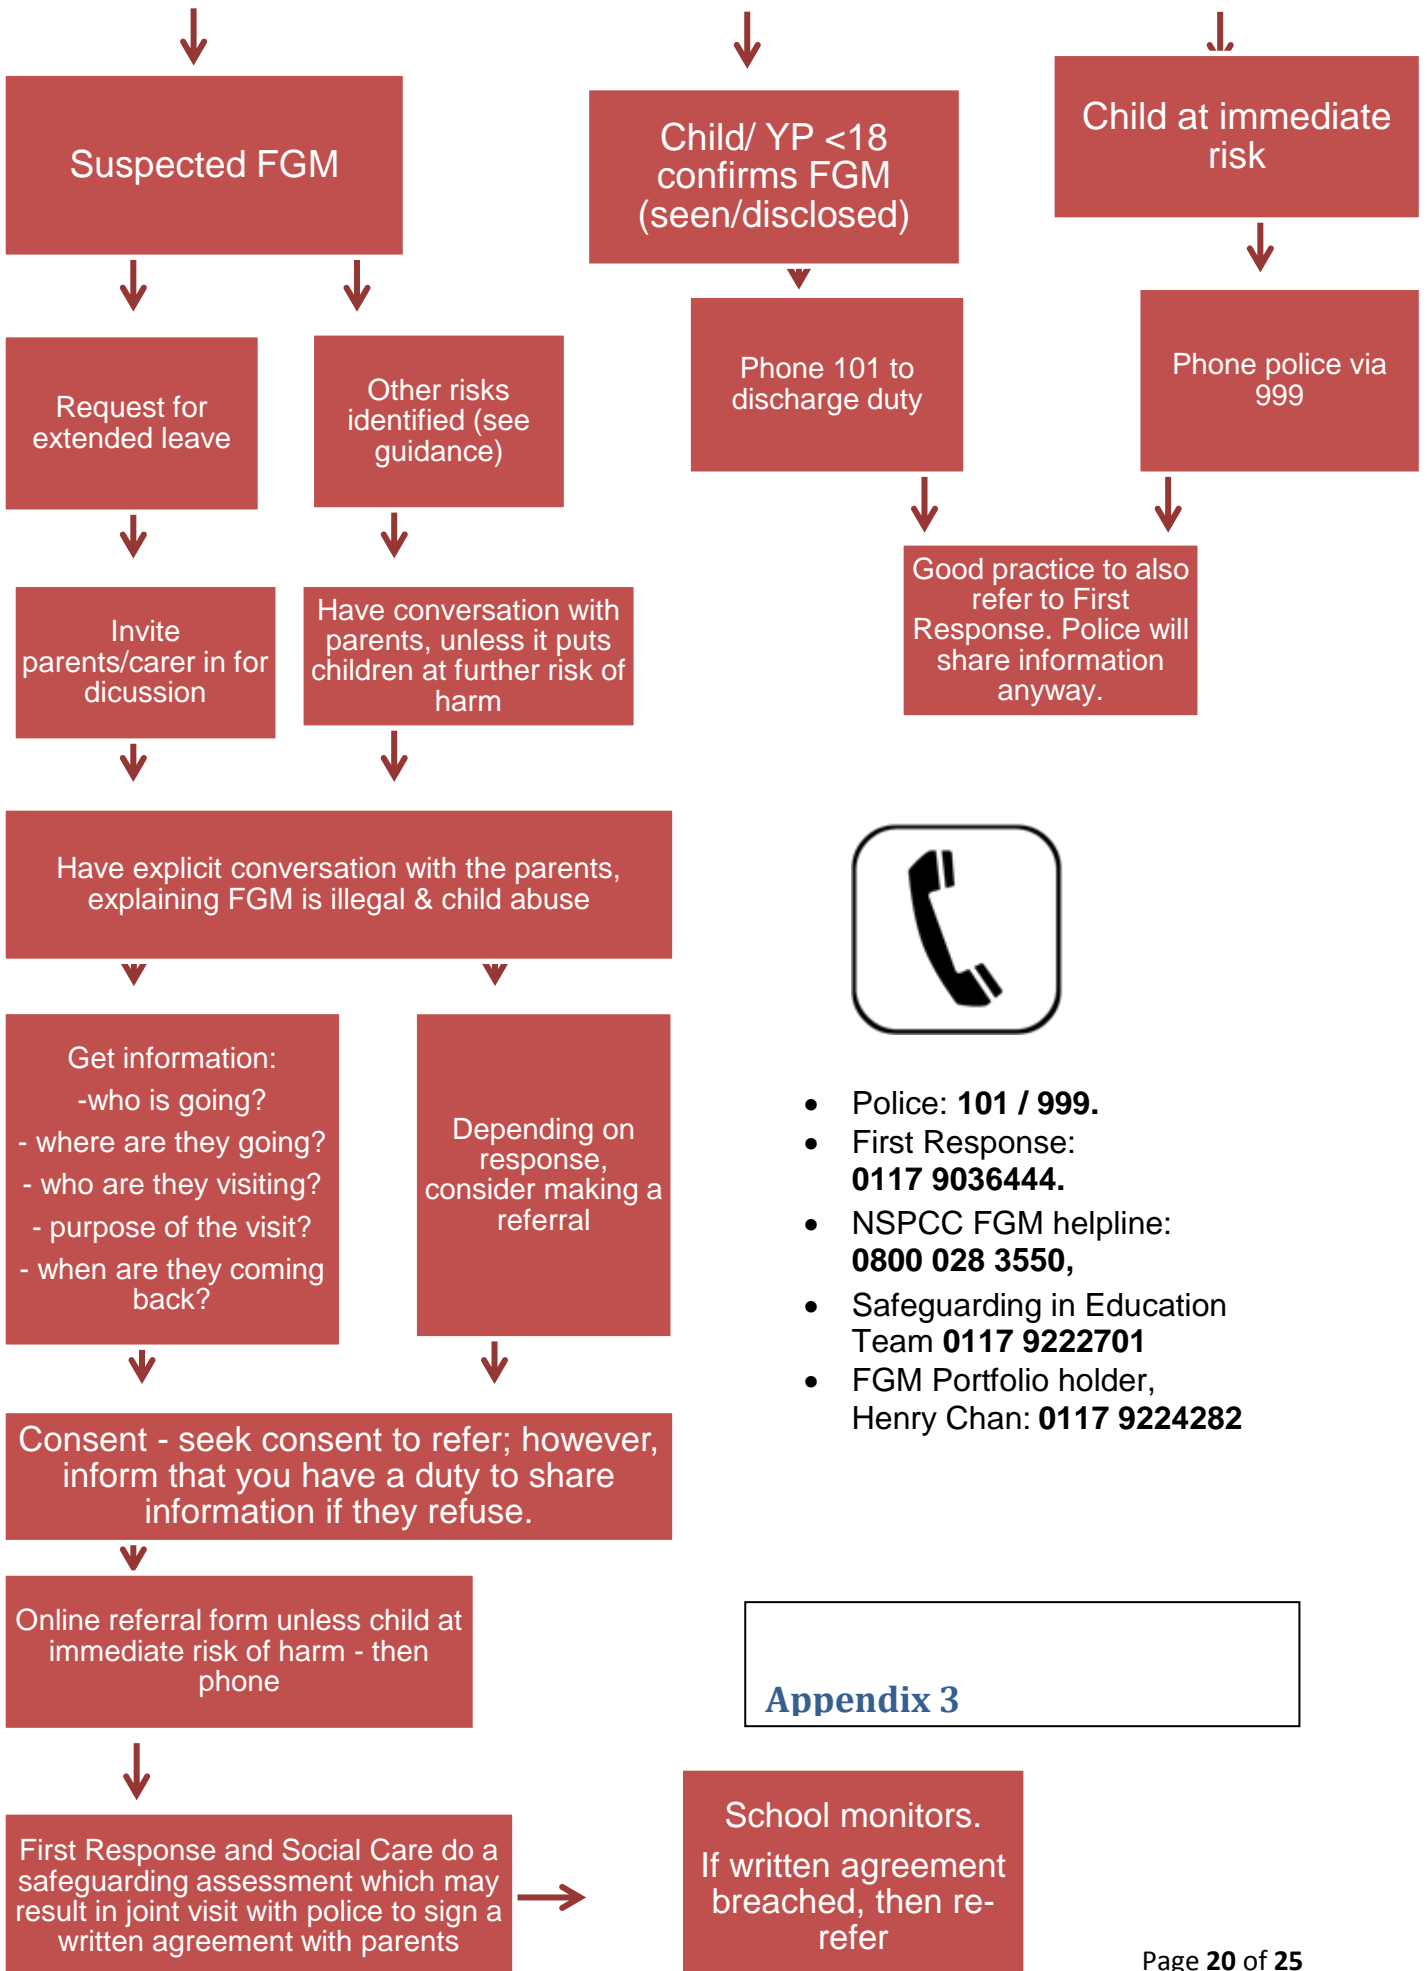 Suspected FGM
Child/ YP <18
confirms FGM
(seen/disclosed)
Child at immediate
risk
Request for
extended leave
Other risks
identified (see
guidance)
Phone 101 to
discharge duty
Phone police via
999
Invite
parents/carer in for
dicussion
Have conversation with
parents, unless it puts
children at further risk of
harm
Good practice to also
refer to First
Response. Police will
share information
anyway.
Have explicit conversation with the parents,
explaining FGM is illegal & child abuse
Get information:
-who is going?
- where are they going?
- who are they visiting?
- purpose of the visit?
- when are they coming
back?
Depending on
response,
consider making a
referral
• Police: 101 / 999.
• First Response:
0117 9036444.
• NSPCC FGM helpline:
0800 028 3550,
• Safeguarding in Education
Team 0117 9222701
• FGM Portfolio holder,
Henry Chan: 0117 9224282
Consent - seek consent to refer; however,
inform that you have a duty to share
information if they refuse.
Online referral form unless child at
immediate risk of harm - then
phone
Appendix 3
First Response and Social Care do a
safeguarding assessment which may
result in joint visit with police to sign a
written agreement with parents
School monitors.
If written agreement
breached, then re-
refer
Page 20 of 25